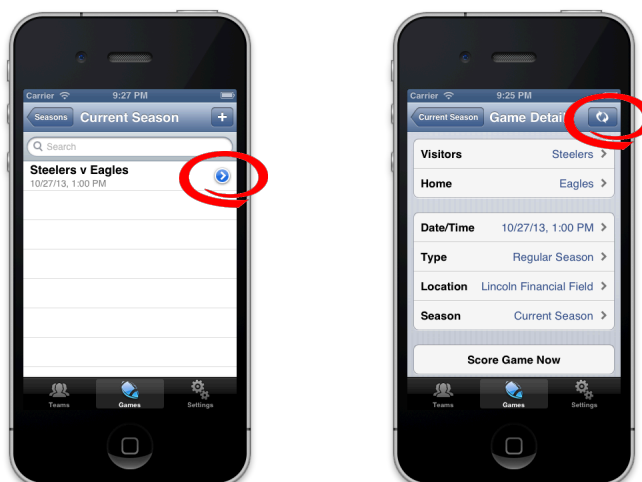 Carrier 9:27 PM
Seasons Current Season +
Search
Steelers v Eagles
10/27/13, 1:00 PM
Teams Games Settings
Carrier 9:25 PM
Current Season Game Detail
Visitors Steelers
Home Eagles
Date/Time 10/27/13, 1:00 PM
Type Regular Season
Location Lincoln Financial Field
Season Current Season
Score Game Now
Teams Games Settings